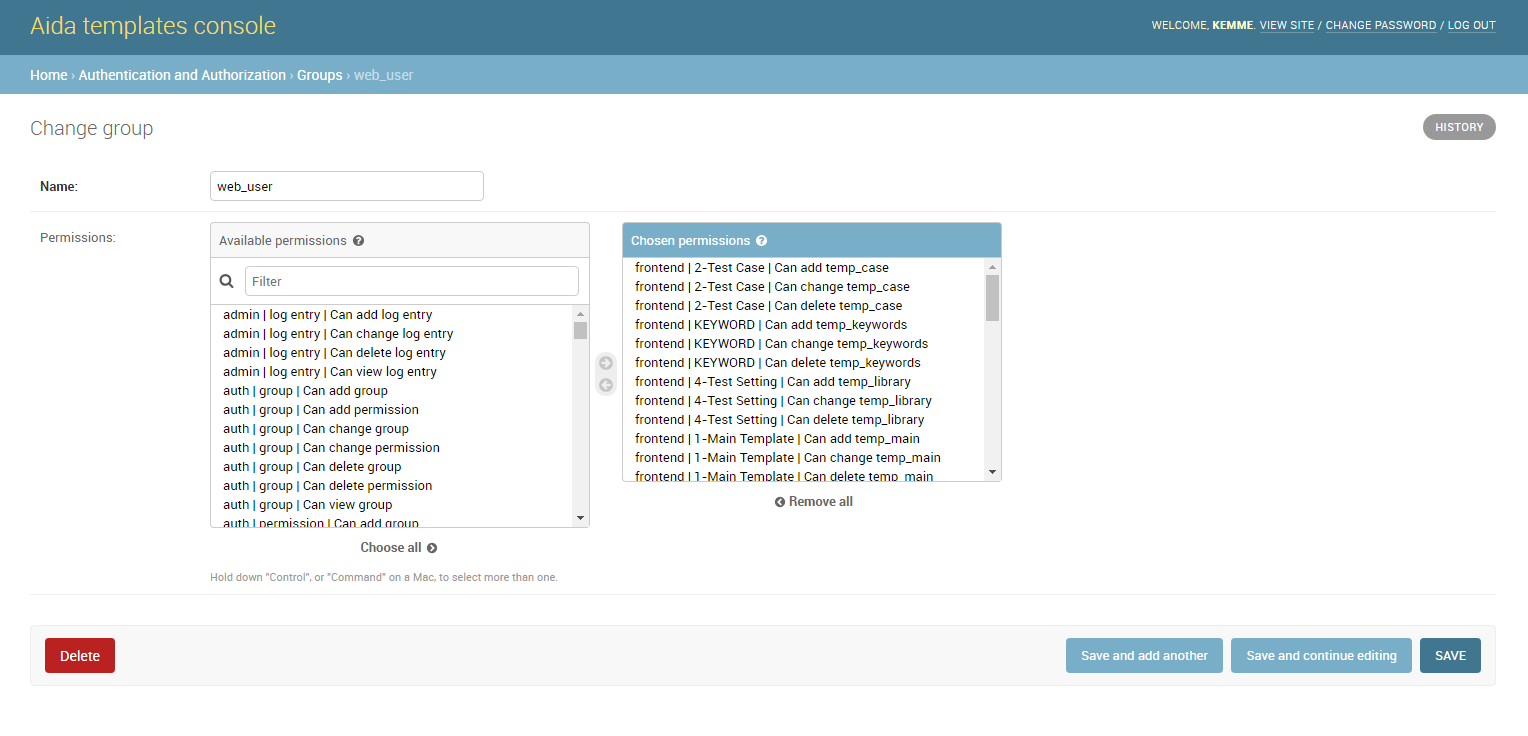 Aida templates console
WELCOME, KEMME. VIEW SITE / CHANGE PASSWORD / LOG OUT
Home › Authentication and Authorization › Groups › web_user
Change group
HISTORY
Name:
web_user
Permissions:
Available permissions
Filter
admin | log entry | Can add log entry
admin | log entry | Can change log entry
admin | log entry | Can delete log entry
admin | log entry | Can view log entry
auth | group | Can add group
auth | group | Can add permission
auth | group | Can change group
auth | group | Can change permission
auth | group | Can delete group
auth | group | Can delete permission
auth | group | Can view group
auth | permission | Can add group
Choose all
Chosen permissions
frontend | 2-Test Case | Can add temp_case
frontend | 2-Test Case | Can change temp_case
frontend | 2-Test Case | Can delete temp_case
frontend | KEYWORD | Can add temp_keywords
frontend | KEYWORD | Can change temp_keywords
frontend | KEYWORD | Can delete temp_keywords
frontend | 4-Test Setting | Can add temp_library
frontend | 4-Test Setting | Can change temp_library
frontend | 4-Test Setting | Can delete temp_library
frontend | 1-Main Template | Can add temp_main
frontend | 1-Main Template | Can change temp_main
frontend | 1-Main Template | Can delete temp_main
Remove all
Hold down "Control", or "Command" on a Mac, to select more than one.
Delete
Save and add another
Save and continue editing
SAVE